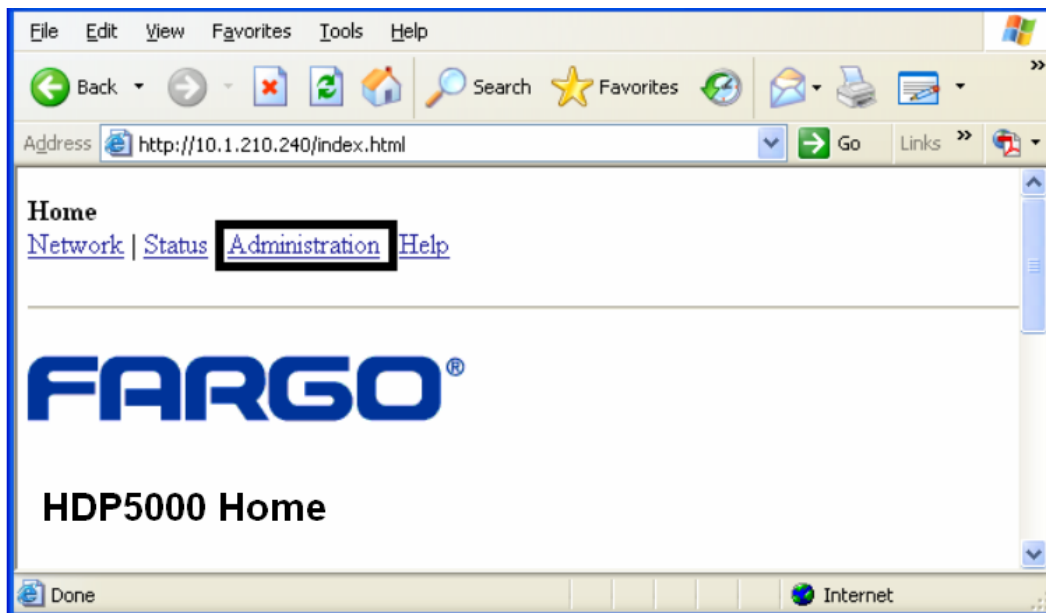 File Edit View Favorites Tools Help
Back Search Favorites »
Address http://10.1.210.240/index.html Go Links »
Home
Network | Status Administration Help
FARGO®
HDP5000 Home
Done Internet